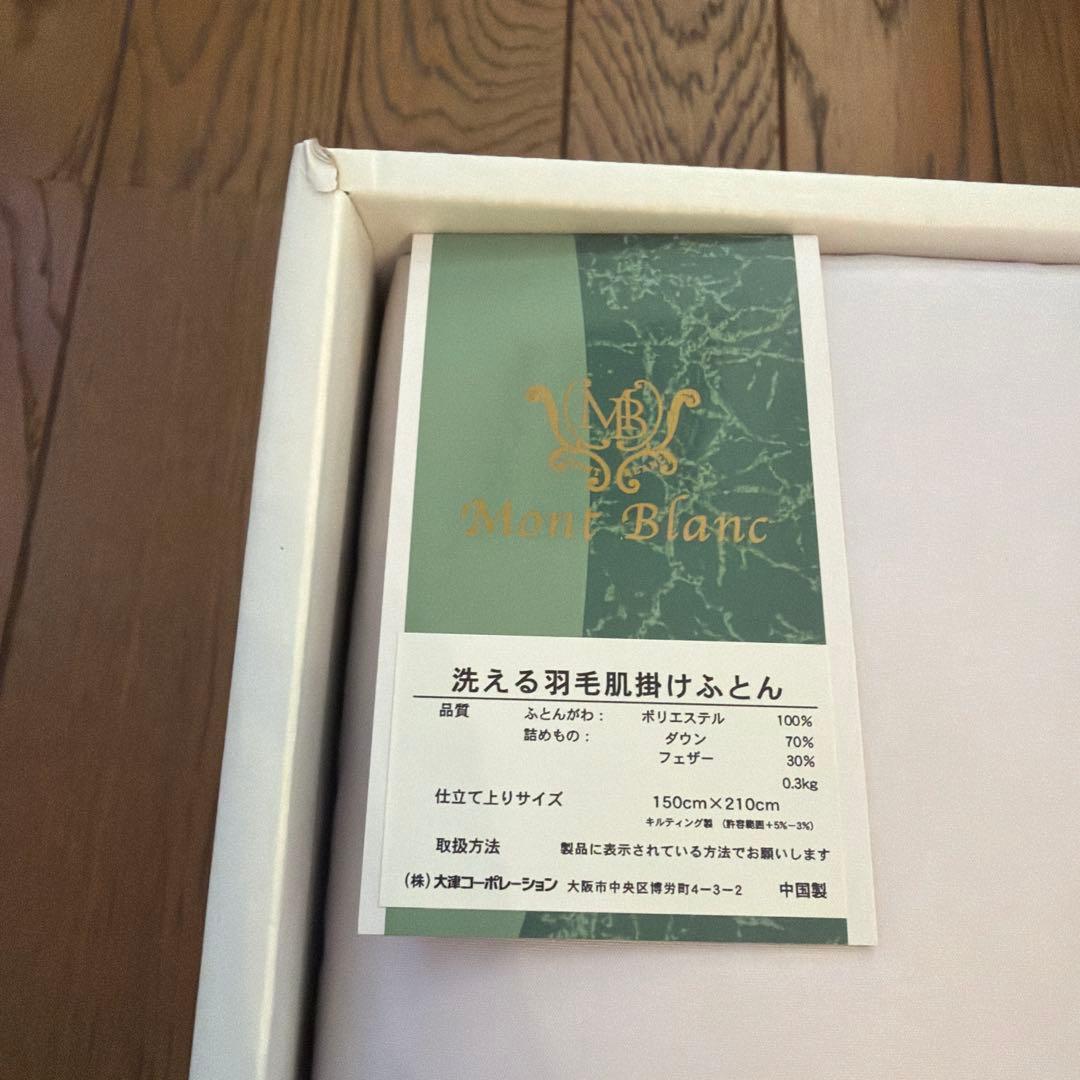 MB
MONT BLANC
Mont Blanc
洗える羽毛肌掛けふとん
品質 ふとんがわ： ポリエステル 100%
詰めもの： ダウン 70%
フェザー 30%
0.3kg
仕立て上りサイズ 150cm×210cm
キルティング製 (許容範囲+5%−3%)
取扱方法 製品に表示されている方法でお願いします
(株)大津コーポレーション 大阪市中央区博労町4−3−2 中国製